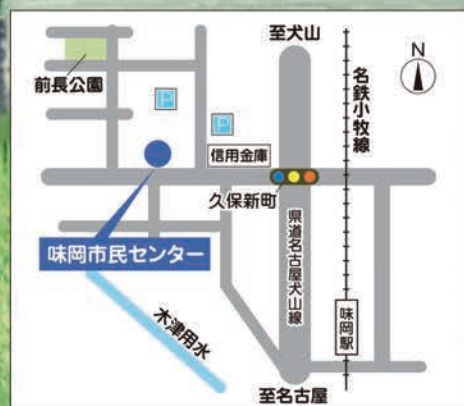 至犬山
N
前長公園
P
P
名鉄小牧線
信用金庫
久保新町
味岡市民センター
県道名古屋犬山線
木津用水
味岡駅
至名古屋